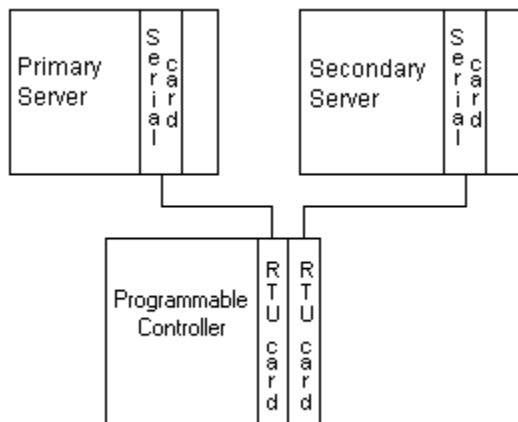 Primary
Server
Serial
card
Secondary
Server
Serial
card
Programmable
Controller
RTU card
RTU card